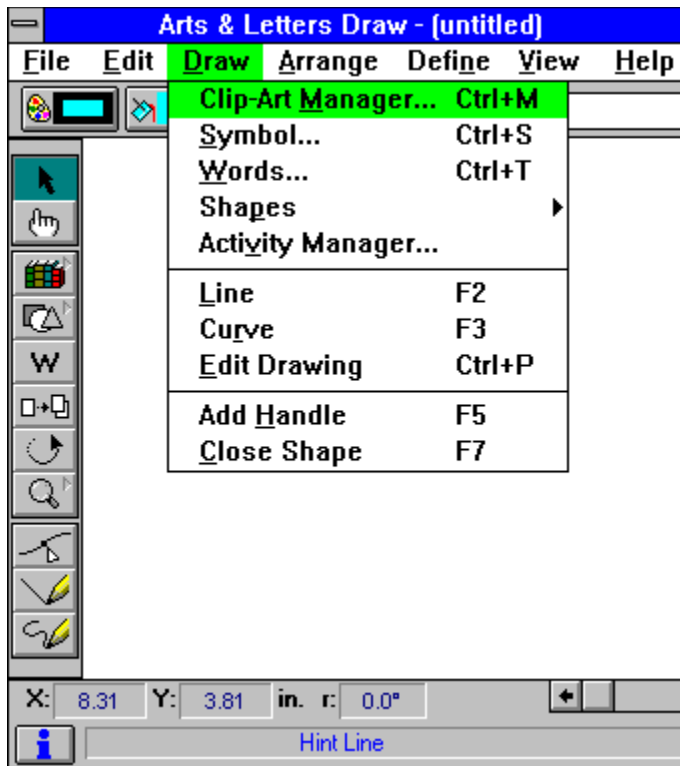 Arts & Letters Draw - (untitled)
File Edit Draw Arrange Define View Help
Clip-Art Manager... Ctrl+M
Symbol... Ctrl+S
Words... Ctrl+T
Shapes
Activity Manager...
Line F2
Curve F3
Edit Drawing Ctrl+P
Add Handle F5
Close Shape F7
W
X: 8.31 Y: 3.81 in. r: 0.0°
i Hint Line